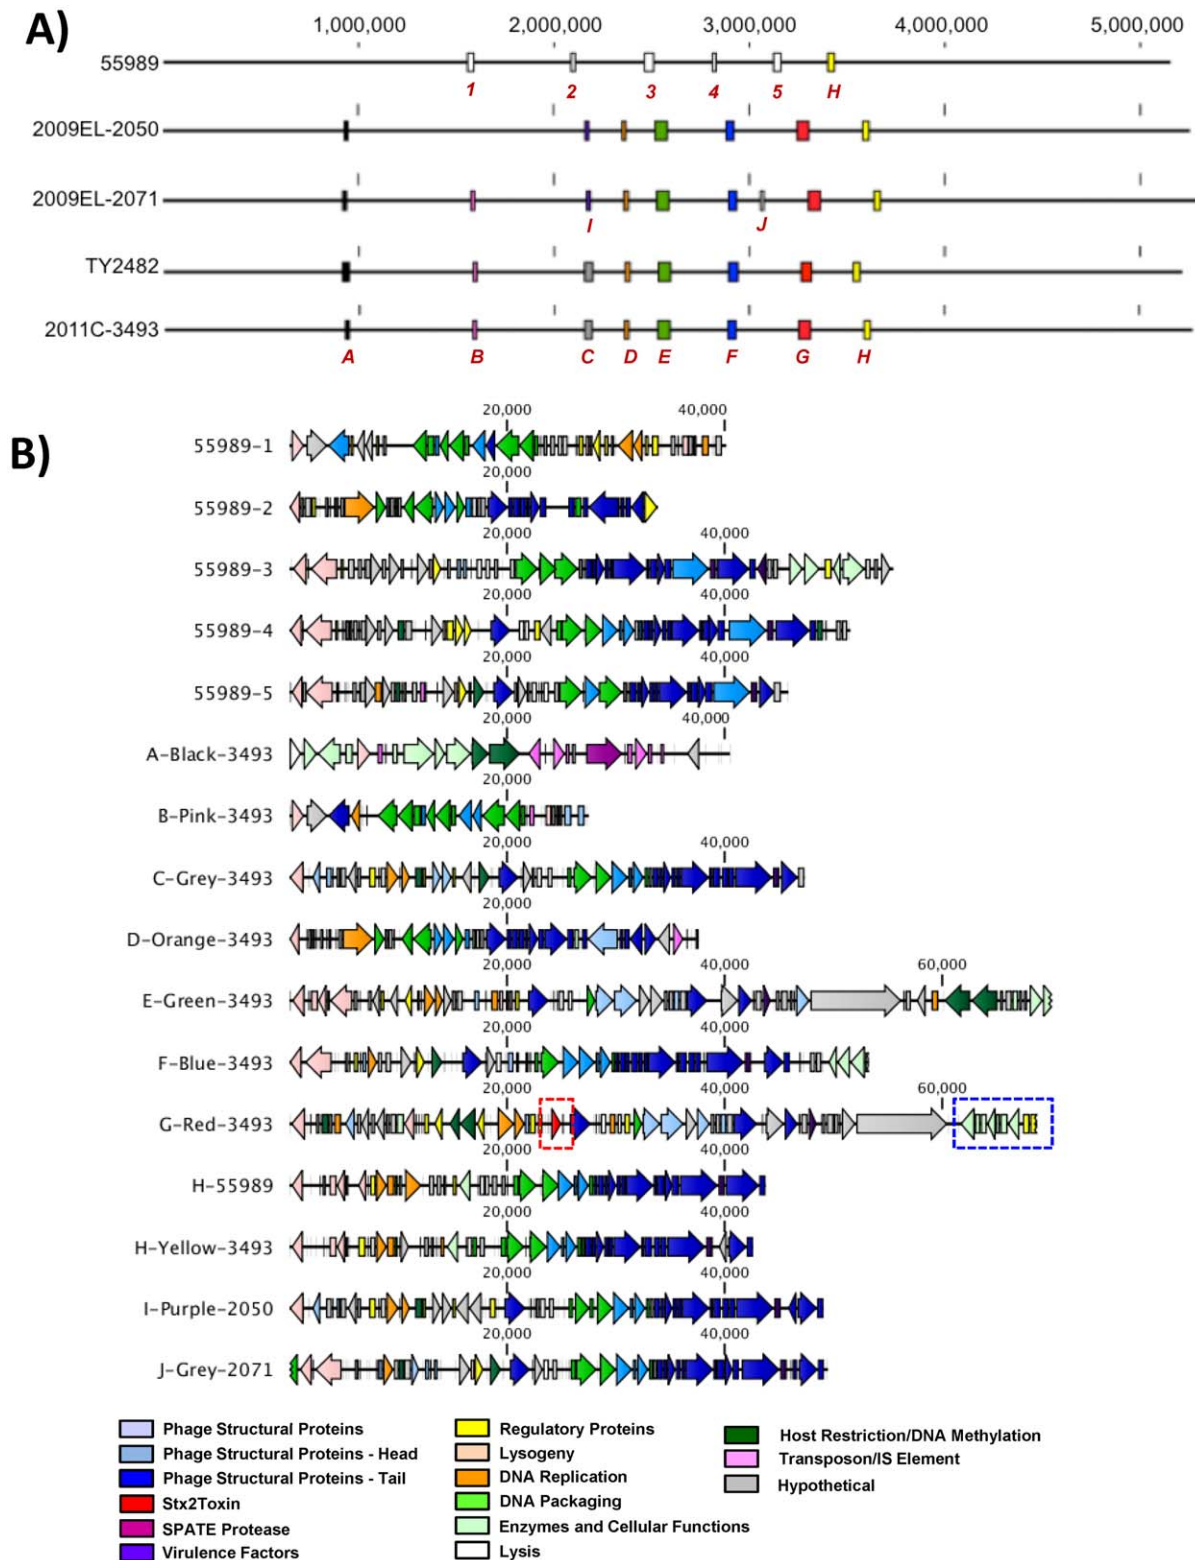 A)
1,000,000 2,000,000 3,000,000 4,000,000 5,000,000
55989
1 2 3 4 5 H
2009EL-2050
2009EL-2071
I J
TY2482
2011C-3493
A B C D E F G H
B)
20,000 40,000
55989-1
20,000
55989-2
20,000 40,000
55989-3
20,000 40,000
55989-4
20,000 40,000
55989-5
20,000 40,000
A-Black-3493
20,000
B-Pink-3493
20,000 40,000
C-Grey-3493
20,000
D-Orange-3493
20,000 40,000 60,000
E-Green-3493
20,000 40,000
F-Blue-3493
20,000 40,000 60,000
G-Red-3493
20,000 40,000
H-55989
20,000 40,000
H-Yellow-3493
20,000 40,000
I-Purple-2050
20,000 40,000
J-Grey-2071
Phage Structural Proteins
Phage Structural Proteins - Head
Phage Structural Proteins - Tail
Stx2Toxin
SPATE Protease
Virulence Factors
Regulatory Proteins
Lysogeny
DNA Replication
DNA Packaging
Enzymes and Cellular Functions
Lysis
Host Restriction/DNA Methylation
Transposon/IS Element
Hypothetical